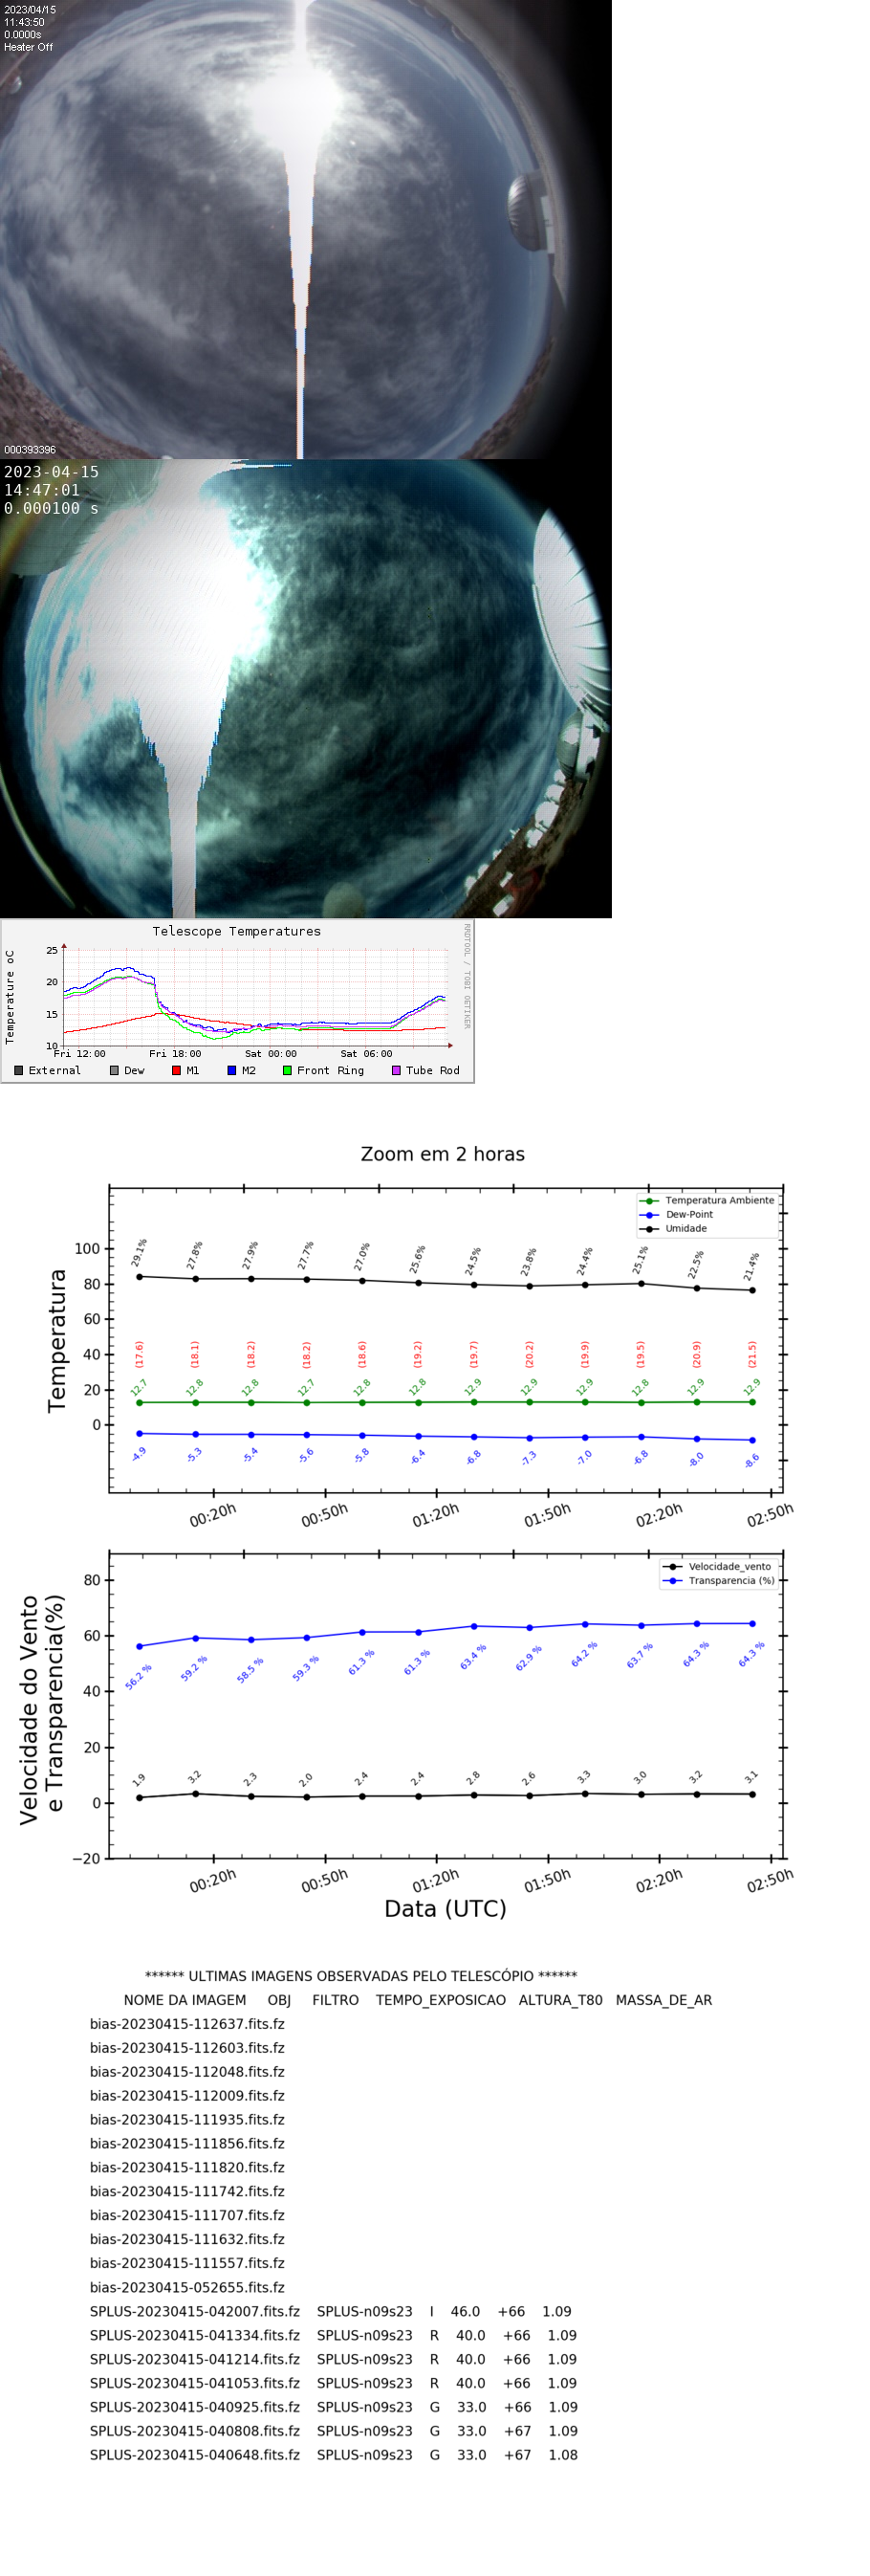 2023/04/15
11:43:50
0.0000s
Heater Off
000393396
2023-04-15
14:47:01
0.000100 s
Telescope Temperatures
RRDTOOL / TOBI OETIKER
Temperature oC
25
20
15
10
Fri 12:00 Fri 18:00 Sat 00:00 Sat 06:00
External Dew M1 M2 Front Ring Tube Rod
Zoom em 2 horas
Temperatura Ambiente
Dew-Point
Umidade
Temperatura
100
80
60
40
20
0
29.1% 27.8% 27.9% 27.7% 27.0% 25.6% 24.5% 23.8% 24.4% 25.1% 22.5% 21.4%
(17.6) (18.1) (18.2) (18.2) (18.6) (19.2) (19.7) (20.2) (19.9) (19.5) (20.9) (21.5)
12.7 12.8 12.8 12.7 12.8 12.8 12.9 12.9 12.9 12.8 12.9 12.9
-4.9 -5.3 -5.4 -5.6 -5.8 -6.4 -6.8 -7.3 -7.0 -6.8 -8.0 -8.6
00:20h 00:50h 01:20h 01:50h 02:20h 02:50h
Velocidade_vento
Transparencia (%)
Velocidade do Vento
e Transparencia(%)
80
60
40
20
0
−20
56.2 % 59.2 % 58.5 % 59.3 % 61.3 % 61.3 % 63.4 % 62.9 % 64.2 % 63.7 % 64.3 % 64.3 %
1.9 3.2 2.3 2.0 2.4 2.4 2.8 2.6 3.3 3.0 3.2 3.1
00:20h 00:50h 01:20h 01:50h 02:20h 02:50h
Data (UTC)
****** ULTIMAS IMAGENS OBSERVADAS PELO TELESCÓPIO ******
NOME DA IMAGEM OBJ FILTRO TEMPO_EXPOSICAO ALTURA_T80 MASSA_DE_AR
bias-20230415-112637.fits.fz
bias-20230415-112603.fits.fz
bias-20230415-112048.fits.fz
bias-20230415-112009.fits.fz
bias-20230415-111935.fits.fz
bias-20230415-111856.fits.fz
bias-20230415-111820.fits.fz
bias-20230415-111742.fits.fz
bias-20230415-111707.fits.fz
bias-20230415-111632.fits.fz
bias-20230415-111557.fits.fz
bias-20230415-052655.fits.fz
SPLUS-20230415-042007.fits.fz SPLUS-n09s23 I 46.0 +66 1.09
SPLUS-20230415-041334.fits.fz SPLUS-n09s23 R 40.0 +66 1.09
SPLUS-20230415-041214.fits.fz SPLUS-n09s23 R 40.0 +66 1.09
SPLUS-20230415-041053.fits.fz SPLUS-n09s23 R 40.0 +66 1.09
SPLUS-20230415-040925.fits.fz SPLUS-n09s23 G 33.0 +66 1.09
SPLUS-20230415-040808.fits.fz SPLUS-n09s23 G 33.0 +67 1.09
SPLUS-20230415-040648.fits.fz SPLUS-n09s23 G 33.0 +67 1.08